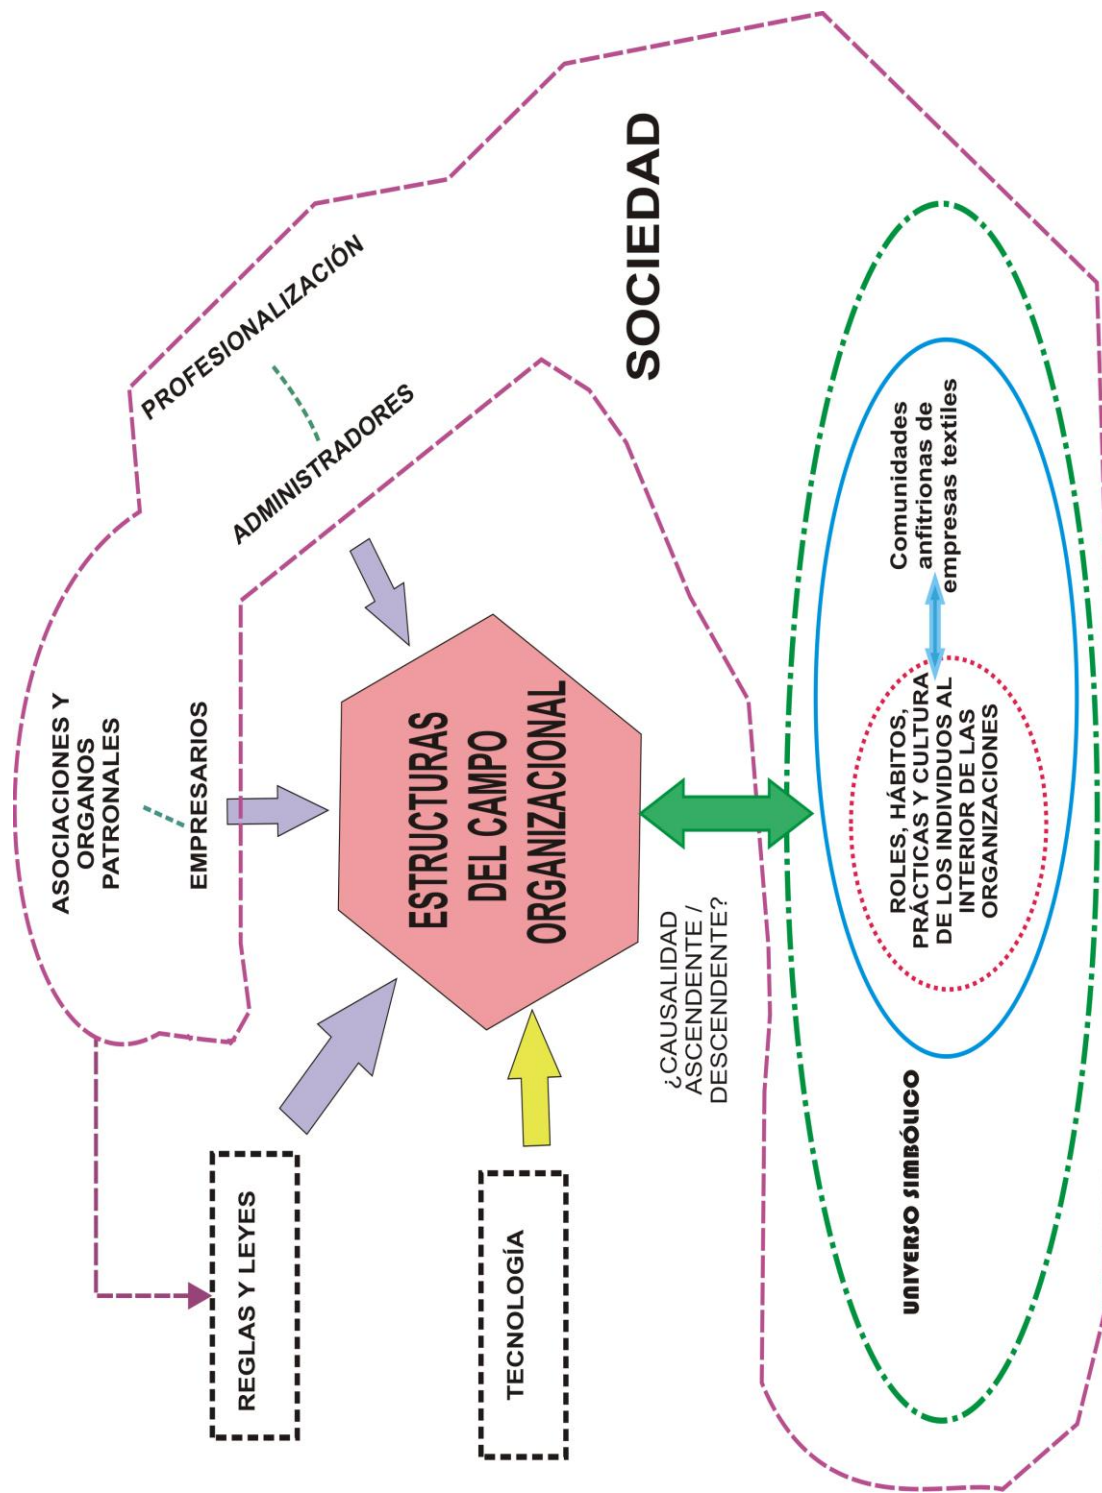 ASOCIACIONES Y
ORGANOS
PATRONALES
EMPRESARIOS
PROFESIONALIZACIÓN
ADMINISTRADORES
REGLAS Y LEYES
TECNOLOGÍA
ESTRUCTURAS
DEL CAMPO
ORGANIZACIONAL
SOCIEDAD
¿CAUSALIDAD
ASCENDENTE /
DESCENDENTE?
UNIVERSO SIMBÓLICO
ROLES, HÁBITOS,
PRÁCTICAS Y CULTURA
DE LOS INDIVIDUOS AL
INTERIOR DE LAS
ORGANIZACIONES
Comunidades
anfitrionas de
empresas textiles